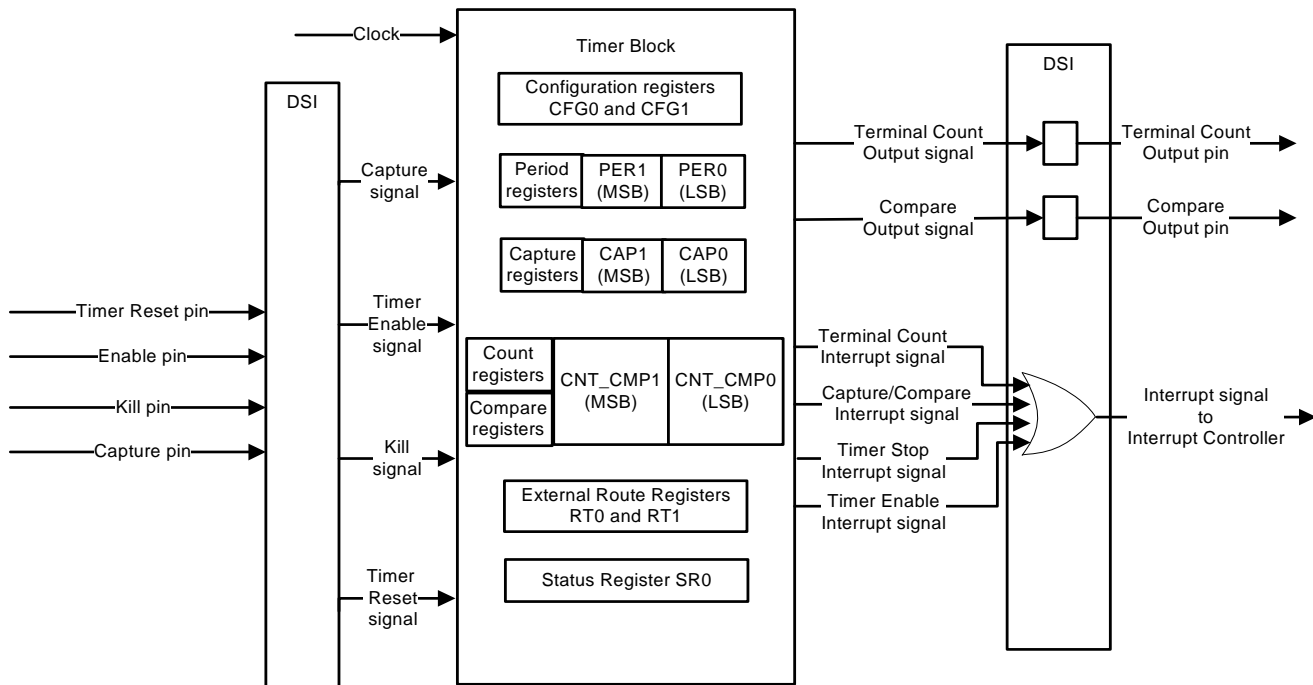 Clock
Timer Block
DSI
DSI
Configuration registers
CFG0 and CFG1
Capture
signal
Period
registers
PER1
(MSB)
PER0
(LSB)
Capture
registers
CAP1
(MSB)
CAP0
(LSB)
Terminal Count
Output signal
Terminal Count
Output pin
Compare
Output signal
Compare
Output pin
Timer Reset pin
Enable pin
Kill pin
Capture pin
Timer
Enable
signal
Count
registers
Compare
registers
CNT_CMP1
(MSB)
CNT_CMP0
(LSB)
Terminal Count
Interrupt signal
Capture/Compare
Interrupt signal
Timer Stop
Interrupt signal
Timer Enable
Interrupt signal
Interrupt signal
to
Interrupt Controller
Kill
signal
External Route Registers
RT0 and RT1
Timer
Reset
signal
Status Register SR0